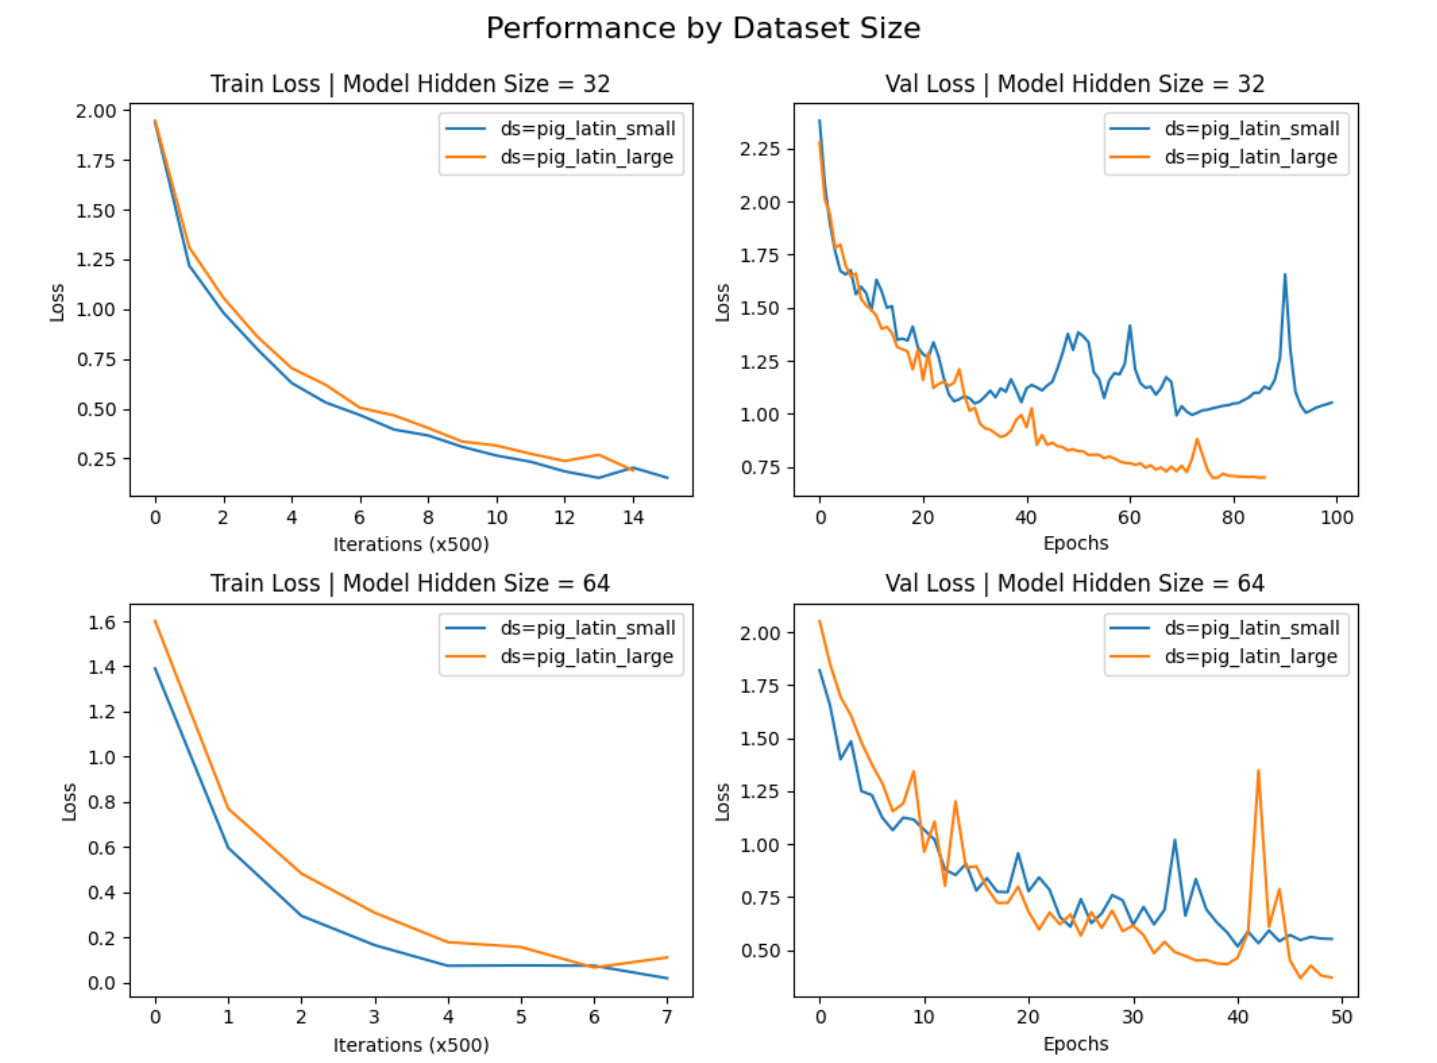 Performance by Dataset Size
Train Loss | Model Hidden Size = 32
2.00
1.75
1.50
1.25
1.00
0.75
0.50
0.25
Loss
ds=pig_latin_small
ds=pig_latin_large
0 2 4 6 8 10 12 14
Iterations (x500)
Val Loss | Model Hidden Size = 32
2.25
2.00
1.75
1.50
1.25
1.00
0.75
Loss
ds=pig_latin_small
ds=pig_latin_large
0 20 40 60 80 100
Epochs
Train Loss | Model Hidden Size = 64
1.6
1.4
1.2
1.0
0.8
0.6
0.4
0.2
0.0
Loss
ds=pig_latin_small
ds=pig_latin_large
0 1 2 3 4 5 6 7
Iterations (x500)
Val Loss | Model Hidden Size = 64
2.00
1.75
1.50
1.25
1.00
0.75
0.50
Loss
ds=pig_latin_small
ds=pig_latin_large
0 10 20 30 40 50
Epochs